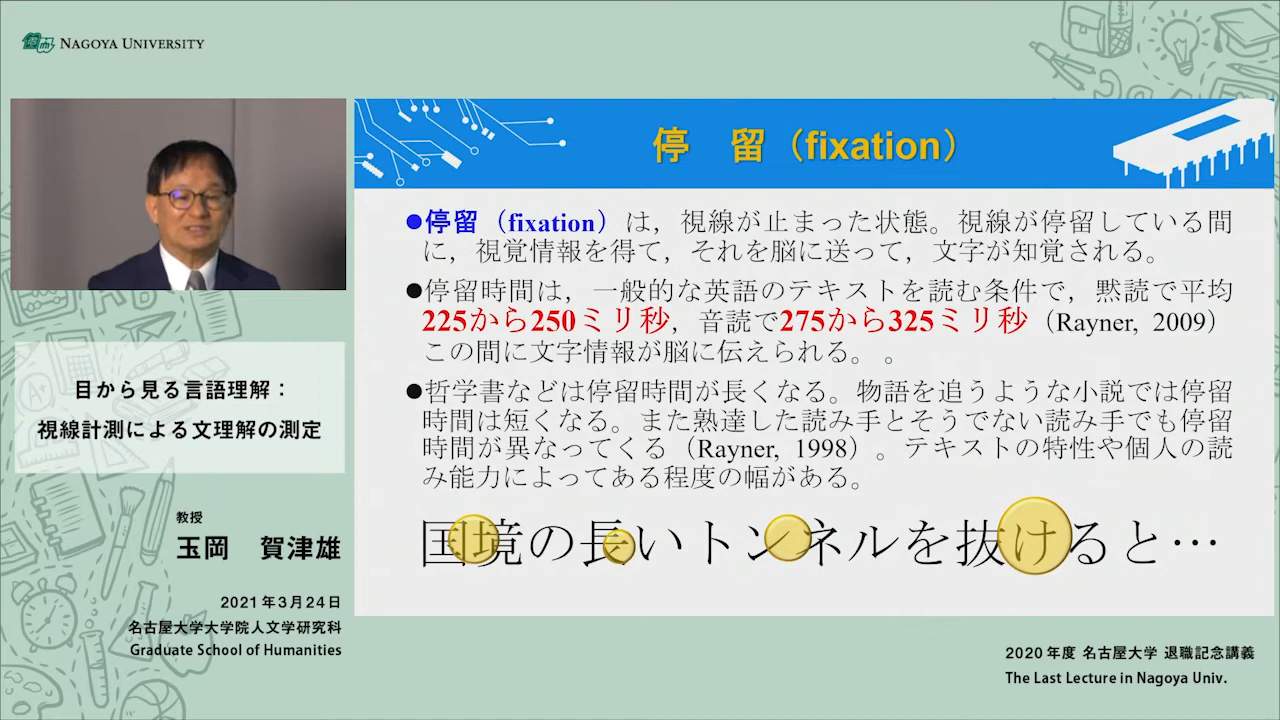 NAGOYA UNIVERSITY
停　留（fixation）
●停留（fixation）は，視線が止まった状態。視線が停留している間
に，視覚情報を得て，それを脳に送って，文字が知覚される。
●停留時間は，一般的な英語のテキストを読む条件で，黙読で平均
225から250ミリ秒，音読で275から325ミリ秒（Rayner, 2009）
この間に文字情報が脳に伝えられる。。
●哲学書などは停留時間が長くなる。物語を追うような小説では停留
時間は短くなる。また熟達した読み手とそうでない読み手でも停留
時間が異なってくる（Rayner, 1998）。テキストの特性や個人の読
み能力によってある程度の幅がある。
国境の長いトンネルを抜けると…
目から見る言語理解：
視線計測による文理解の測定
教授
玉岡　賀津雄
2021年3月24日
名古屋大学大学院人文学研究科
Graduate School of Humanities
2020年度 名古屋大学 退職記念講義
The Last Lecture in Nagoya Univ.